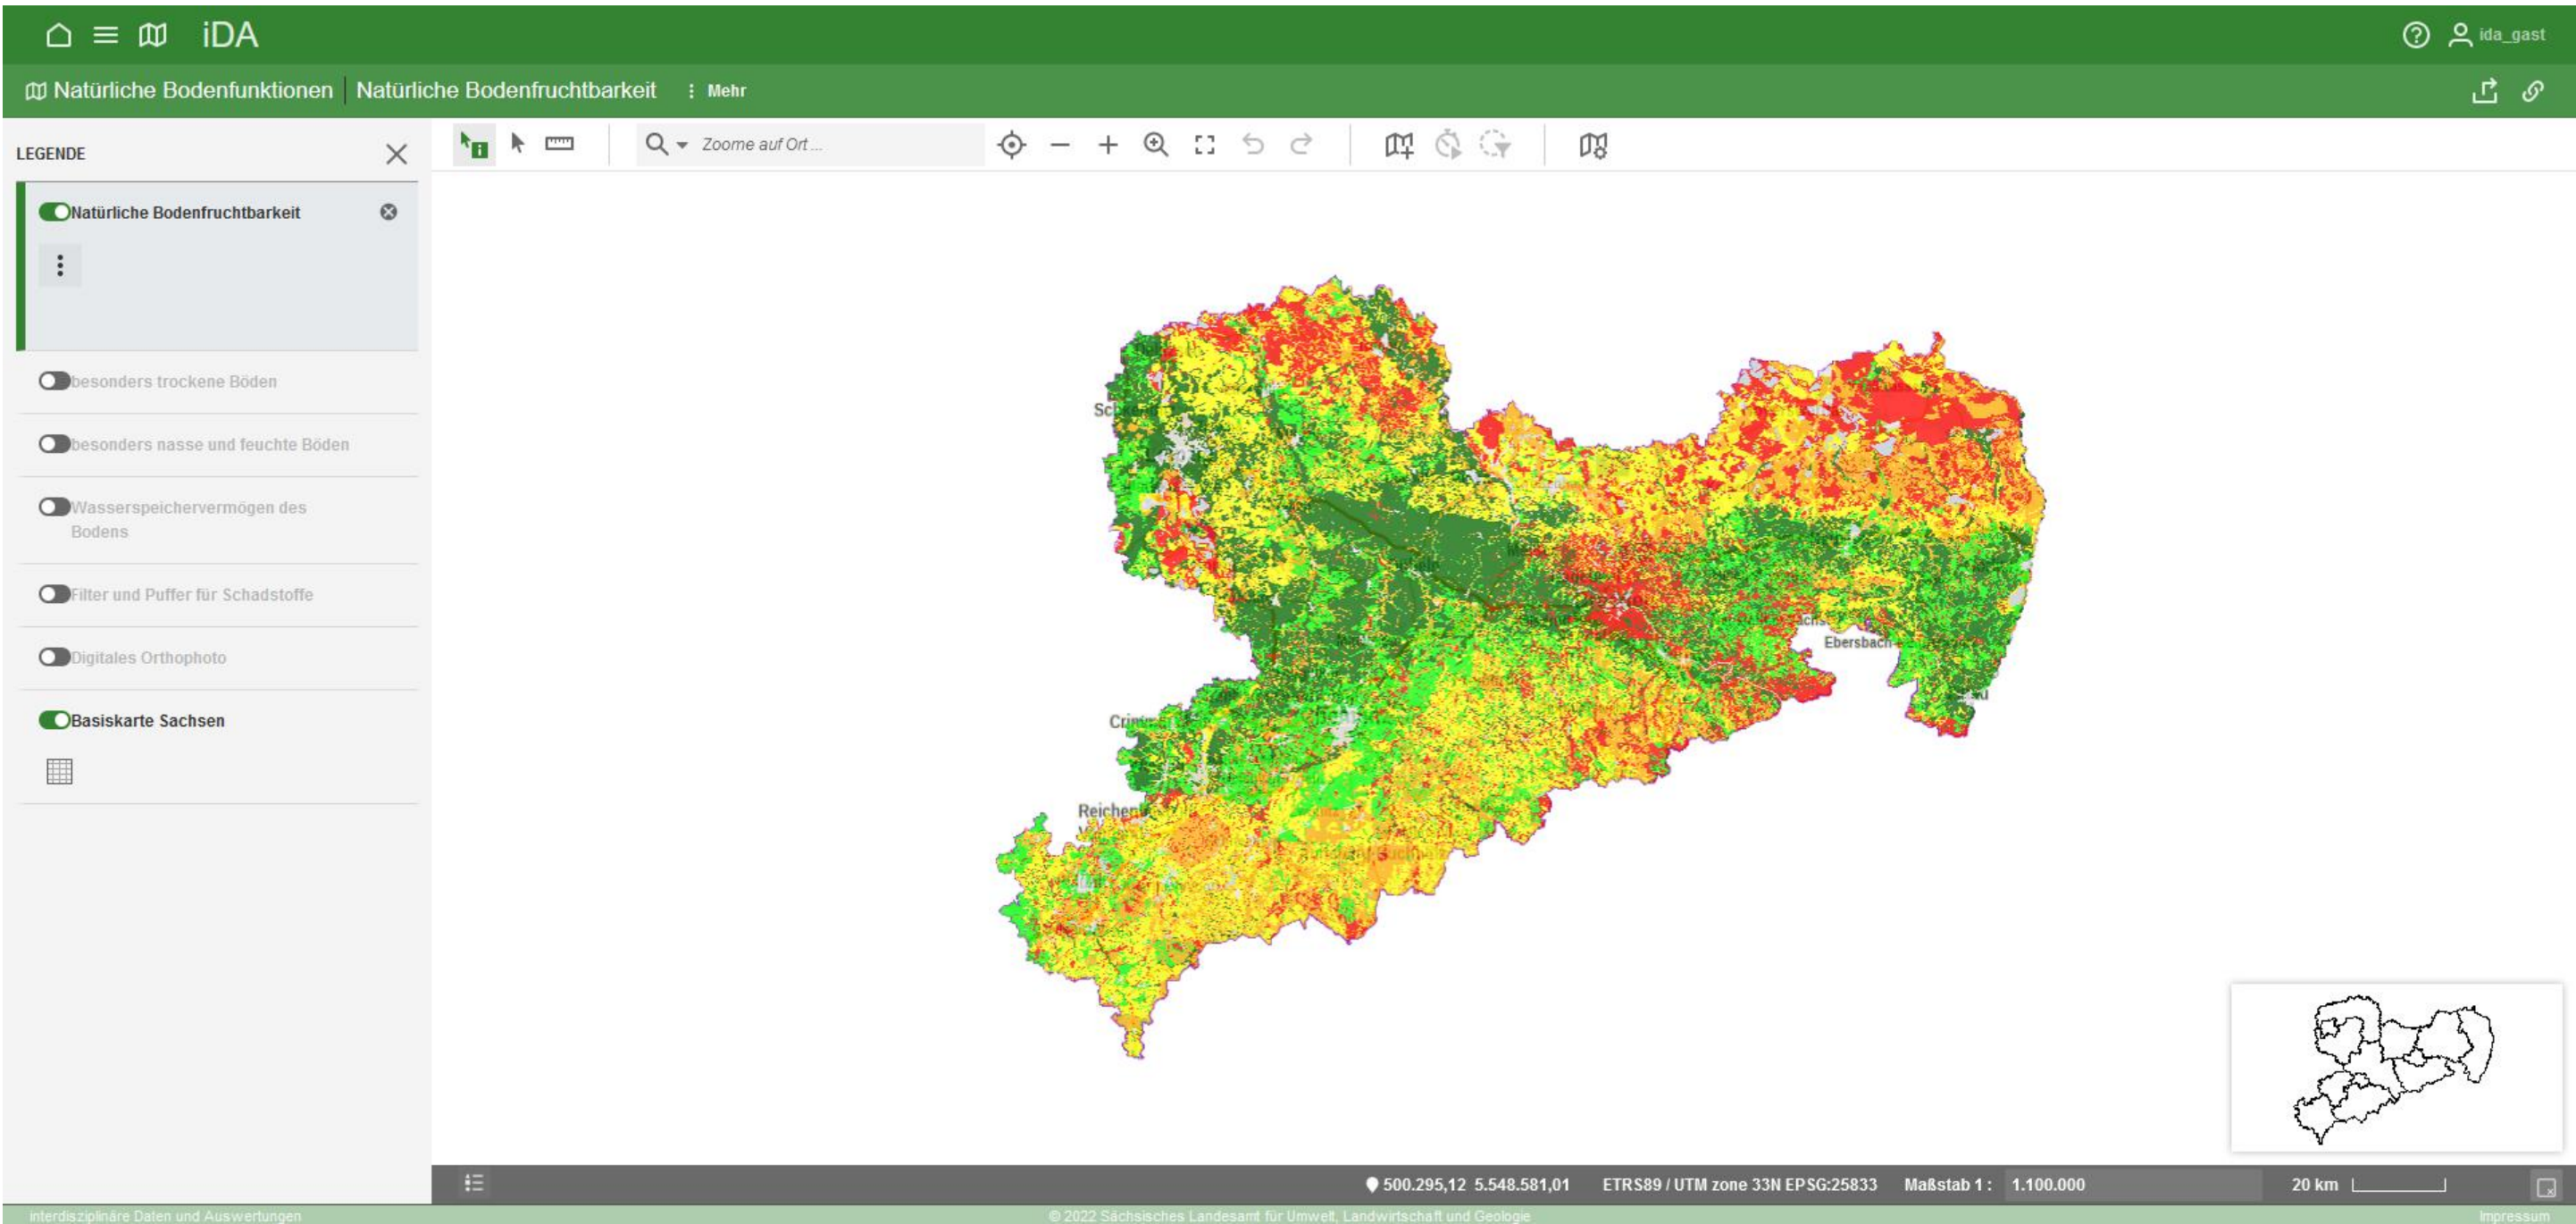 iDA
ida_gast
Natürliche Bodenfunktionen | Natürliche Bodenfruchtbarkeit
Mehr
LEGENDE
Zoome auf Ort ...
Natürliche Bodenfruchtbarkeit
besonders trockene Böden
besonders nasse und feuchte Böden
Wasserspeichervermögen des
Bodens
Filter und Puffer für Schadstoffe
Digitales Orthophoto
Basiskarte Sachsen
Ebersbach
500.295,12 5.548.581,01
ETRS89 / UTM zone 33N EPSG:25833
Maßstab 1 :
1.100.000
20 km
interdisziplinäre Daten und Auswertungen
© 2022 Sächsisches Landesamt für Umwelt, Landwirtschaft und Geologie
Impressum